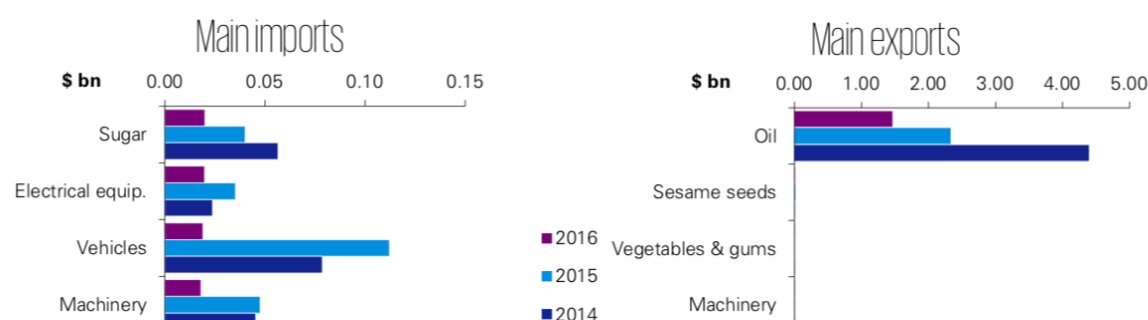 Main imports
$ bn
0.00 0.05 0.10 0.15
Sugar
Electrical equip.
Vehicles
Machinery
2016
2015
2014
Main exports
$ bn
0.00 1.00 2.00 3.00 4.00 5.00
Oil
Sesame seeds
Vegetables & gums
Machinery